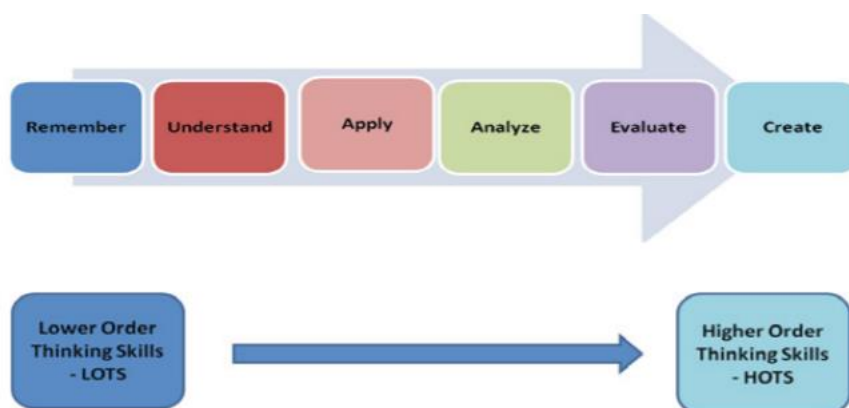 Remember
Understand
Apply
Analyze
Evaluate
Create
Lower Order
Thinking Skills
- LOTS
Higher Order
Thinking Skills
- HOTS